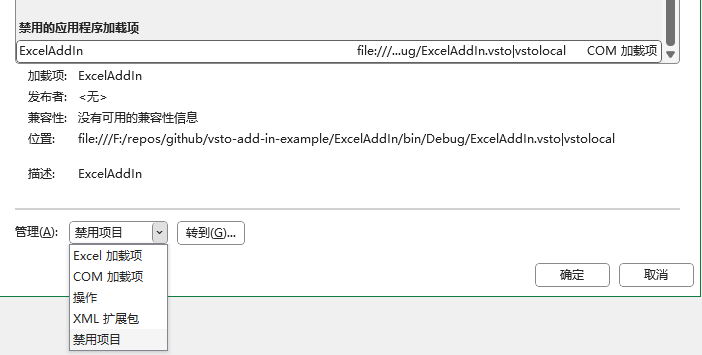 禁用的应用程序加载项
ExcelAddIn file:///...ug/ExcelAddIn.vsto|vstolocal COM 加载项
加载项: ExcelAddIn
发布者: <无>
兼容性: 没有可用的兼容性信息
位置: file:///F:/repos/github/vsto-add-in-example/ExcelAddIn/bin/Debug/ExcelAddIn.vsto|vstolocal
描述: ExcelAddIn
管理(A): 禁用项目 转到(G)...
Excel 加载项
COM 加载项
操作
XML 扩展包
禁用项目
确定 取消